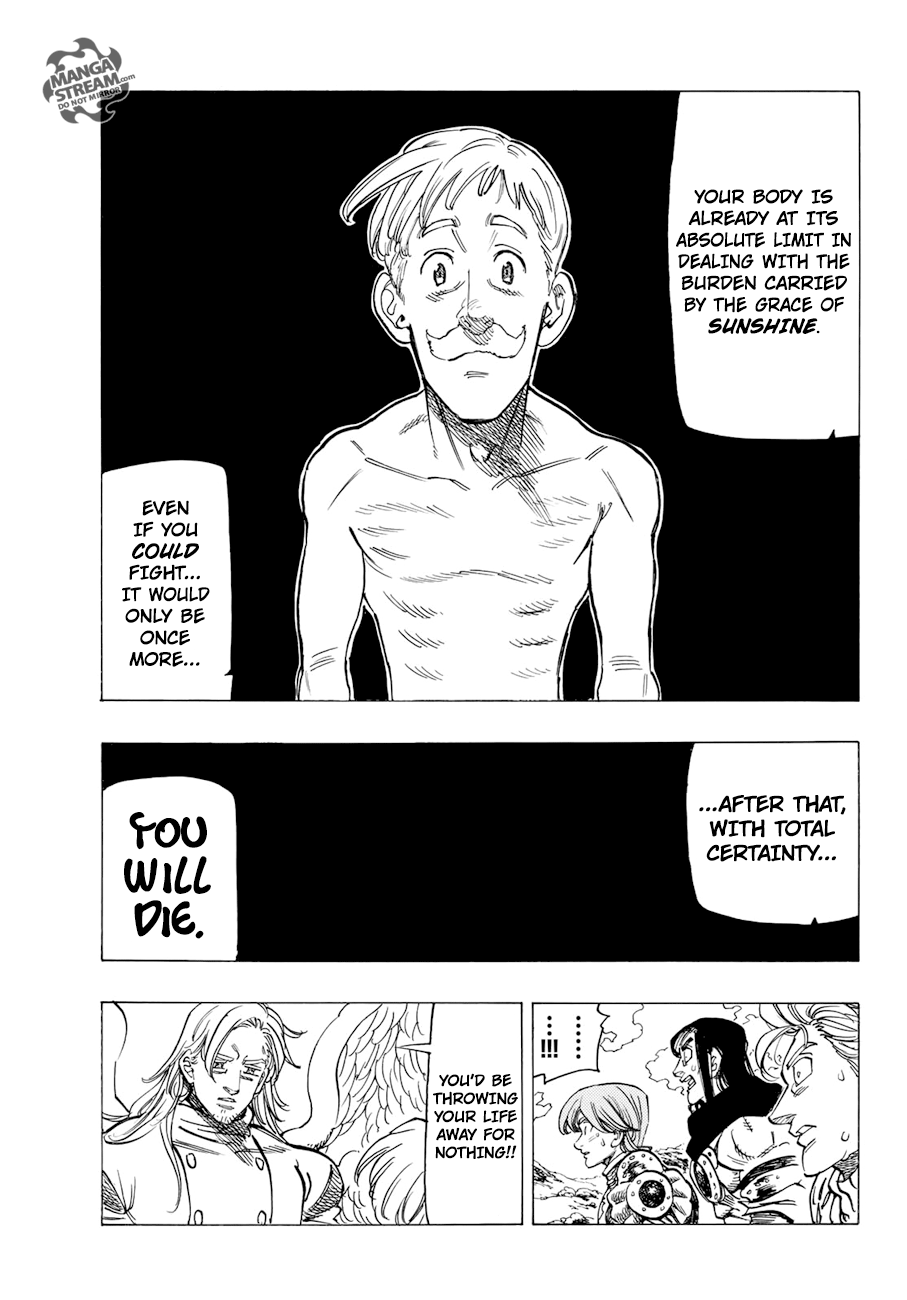 MANGA
STREAM.com
DO NOT MIRROR
YOUR BODY IS
ALREADY AT ITS
ABSOLUTE LIMIT IN
DEALING WITH THE
BURDEN CARRIED
BY THE GRACE OF
SUNSHINE.
EVEN
IF YOU
COULD
FIGHT...
IT WOULD
ONLY BE
ONCE
MORE...
...AFTER THAT,
WITH TOTAL
CERTAINTY...
YOU
WILL
DIE.
......
...!!!
YOU'D BE
THROWING
YOUR LIFE
AWAY FOR
NOTHING!!